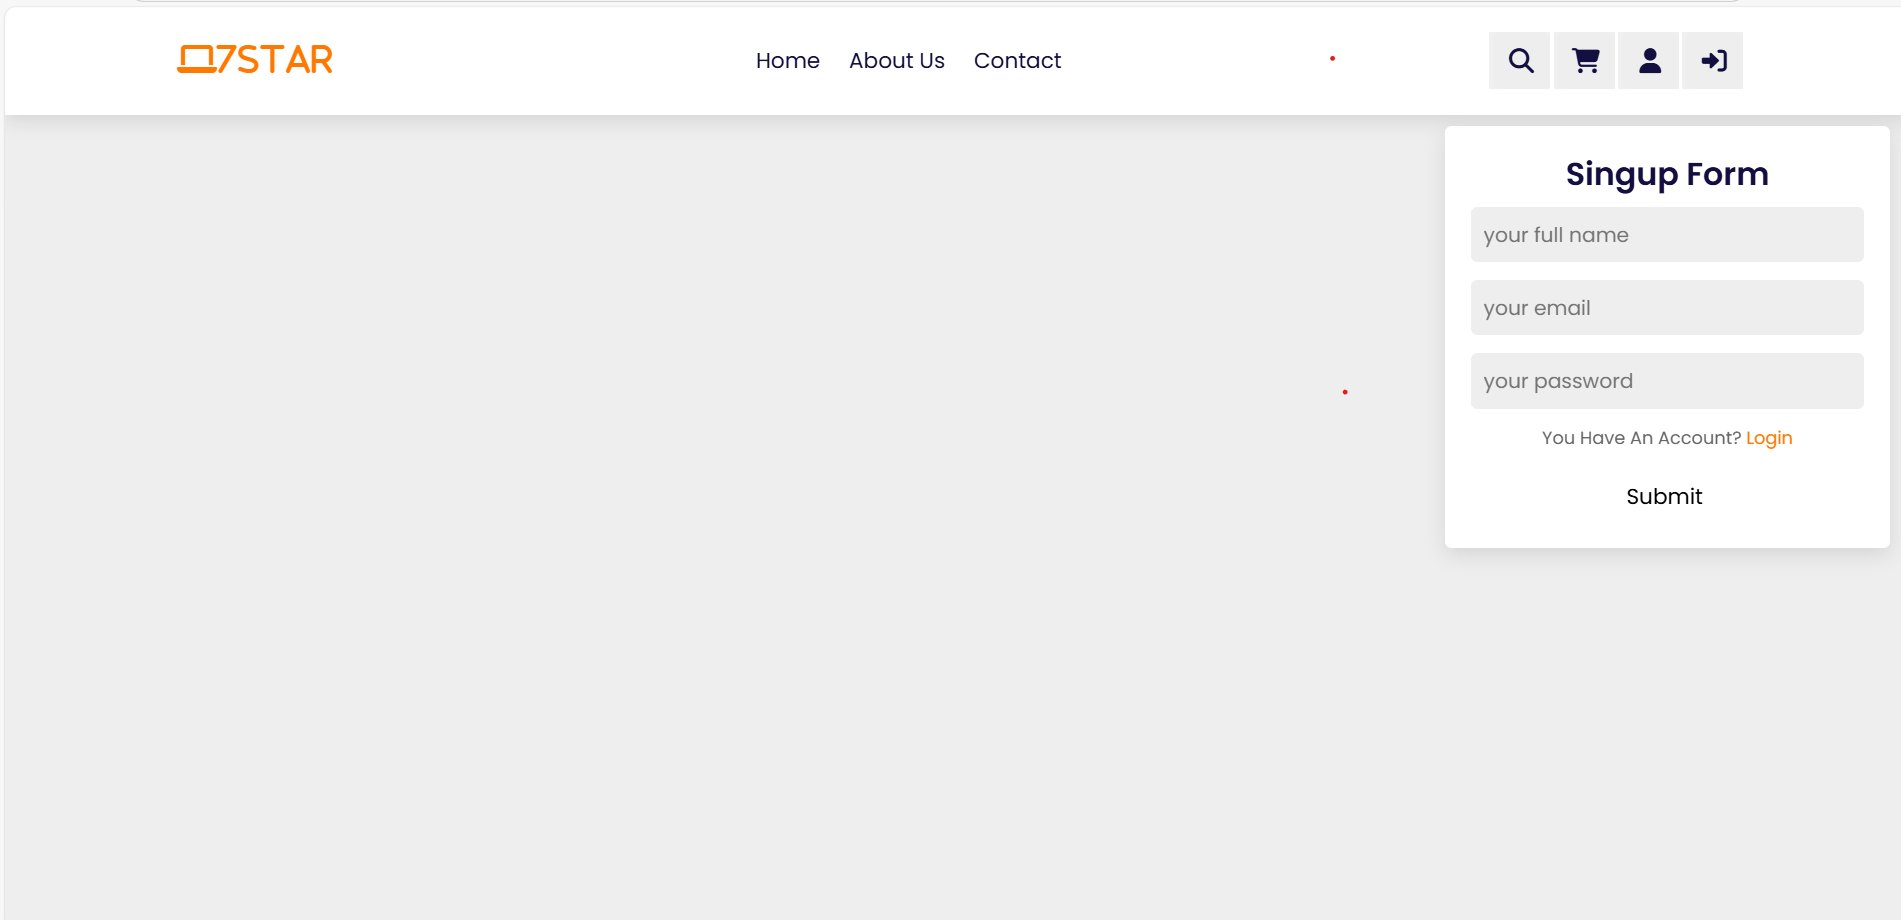 7STAR
Home About Us Contact
Singup Form
your full name
your email
your password
You Have An Account? Login
Submit